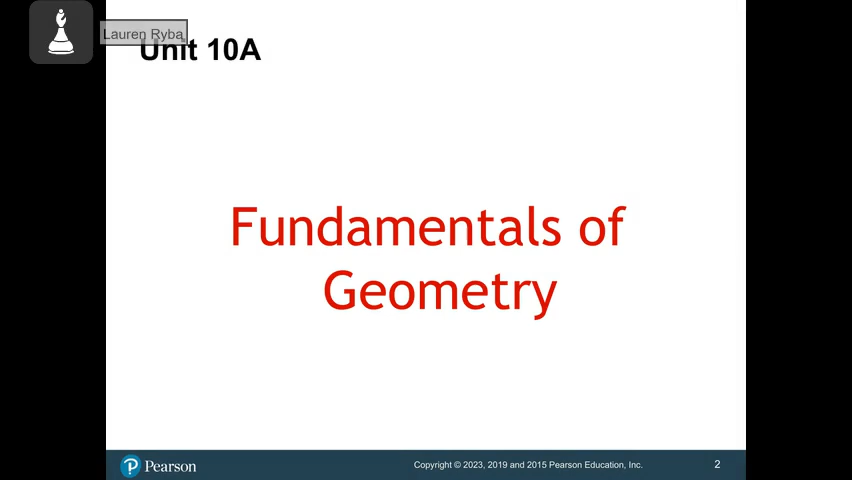 Lauren Ryba
Unit 10A
Fundamentals of
Geometry
Pearson
Copyright © 2023, 2019 and 2015 Pearson Education, Inc.
2